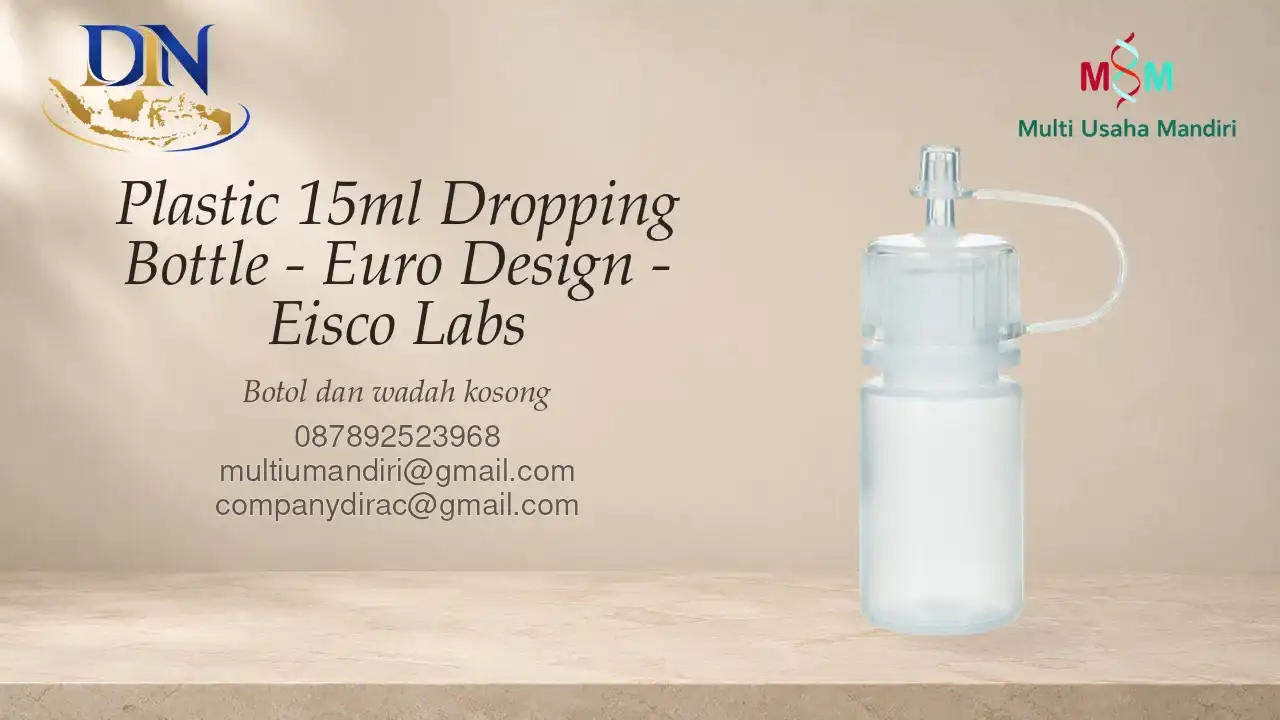 DIN
MSM
Multi Usaha Mandiri
Plastic 15ml Dropping
Bottle - Euro Design -
Eisco Labs
Botol dan wadah kosong
087892523968
multiumandiri@gmail.com
companydirac@gmail.com